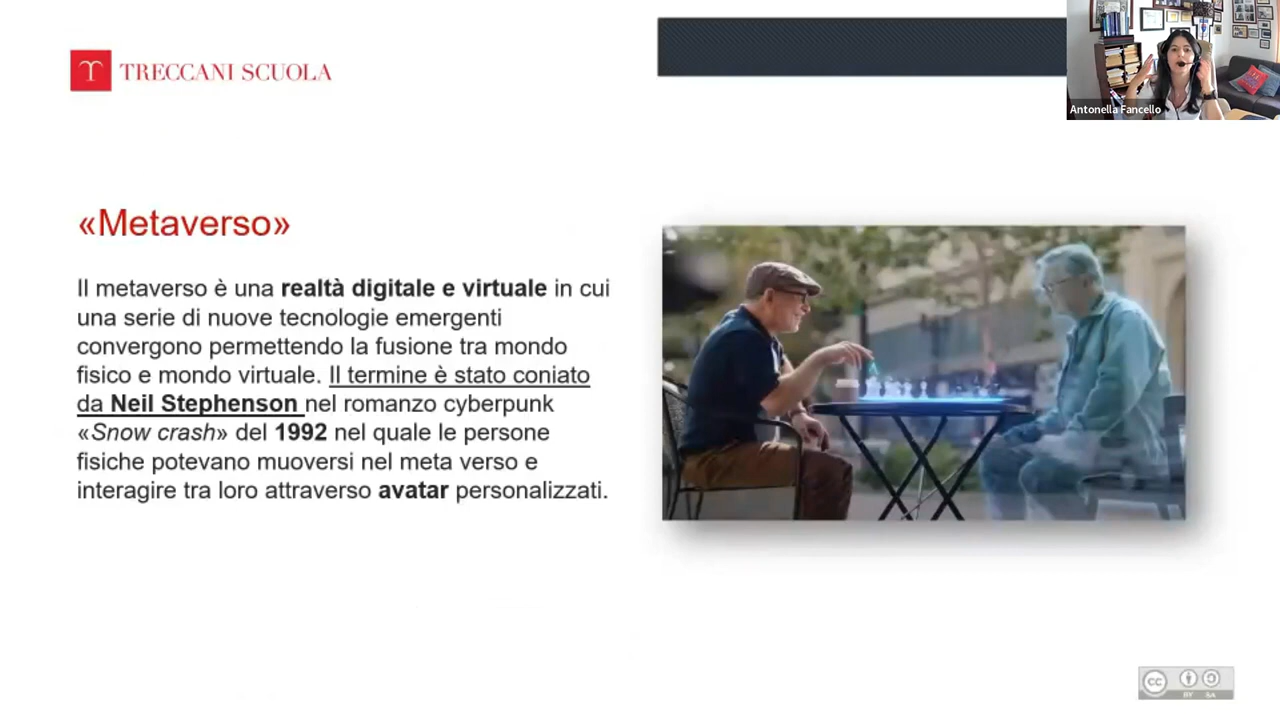 TRECCANI SCUOLA
Antonella Fancello
«Metaverso»
Il metaverso è una realtà digitale e virtuale in cui
una serie di nuove tecnologie emergenti
convergono permettendo la fusione tra mondo
fisico e mondo virtuale. Il termine è stato coniato
da Neil Stephenson nel romanzo cyberpunk
«Snow crash» del 1992 nel quale le persone
fisiche potevano muoversi nel meta verso e
interagire tra loro attraverso avatar personalizzati.
cc
BY SA